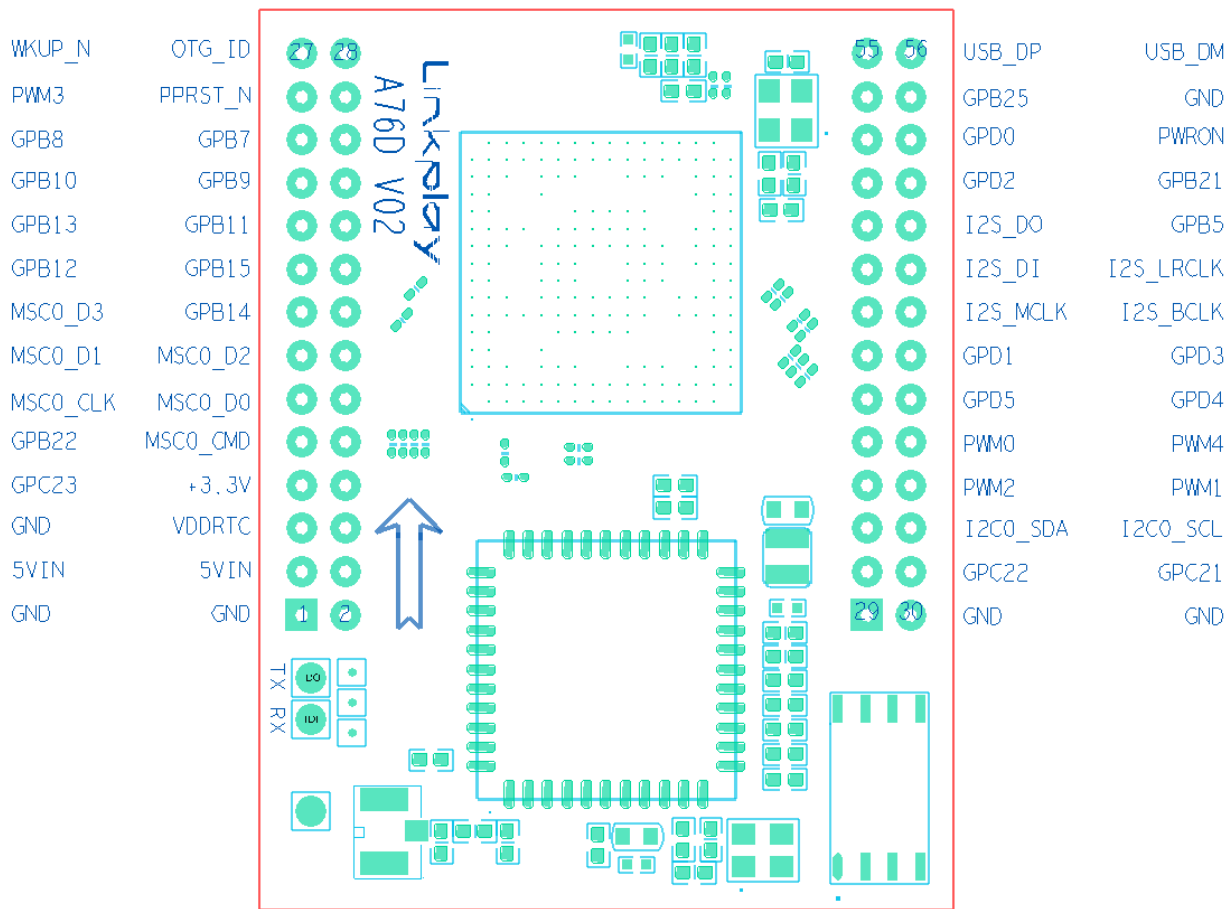 WKUP_N OTG_ID 27 28 55 56 USB_DP USB_DM
PWM3 PPRST_N GPB25 GND
GPB8 GPB7 GPD0 PWRON
GPB10 GPB9 GPD2 GPB21
GPB13 GPB11 I2S_DO GPB5
GPB12 GPB15 I2S_DI I2S_LRCLK
MSC0_D3 GPB14 I2S_MCLK I2S_BCLK
MSC0_D1 MSC0_D2 GPD1 GPD3
MSC0_CLK MSC0_D0 GPD5 GPD4
GPB22 MSC0_CMD PWM0 PWM4
GPC23 +3.3V PWM2 PWM1
GND VDDRTC I2C0_SDA I2C0_SCL
5VIN 5VIN GPC22 GPC21
GND GND 1 2 29 30 GND GND
Linkplay
A76D V02
TX DO
RX IDI